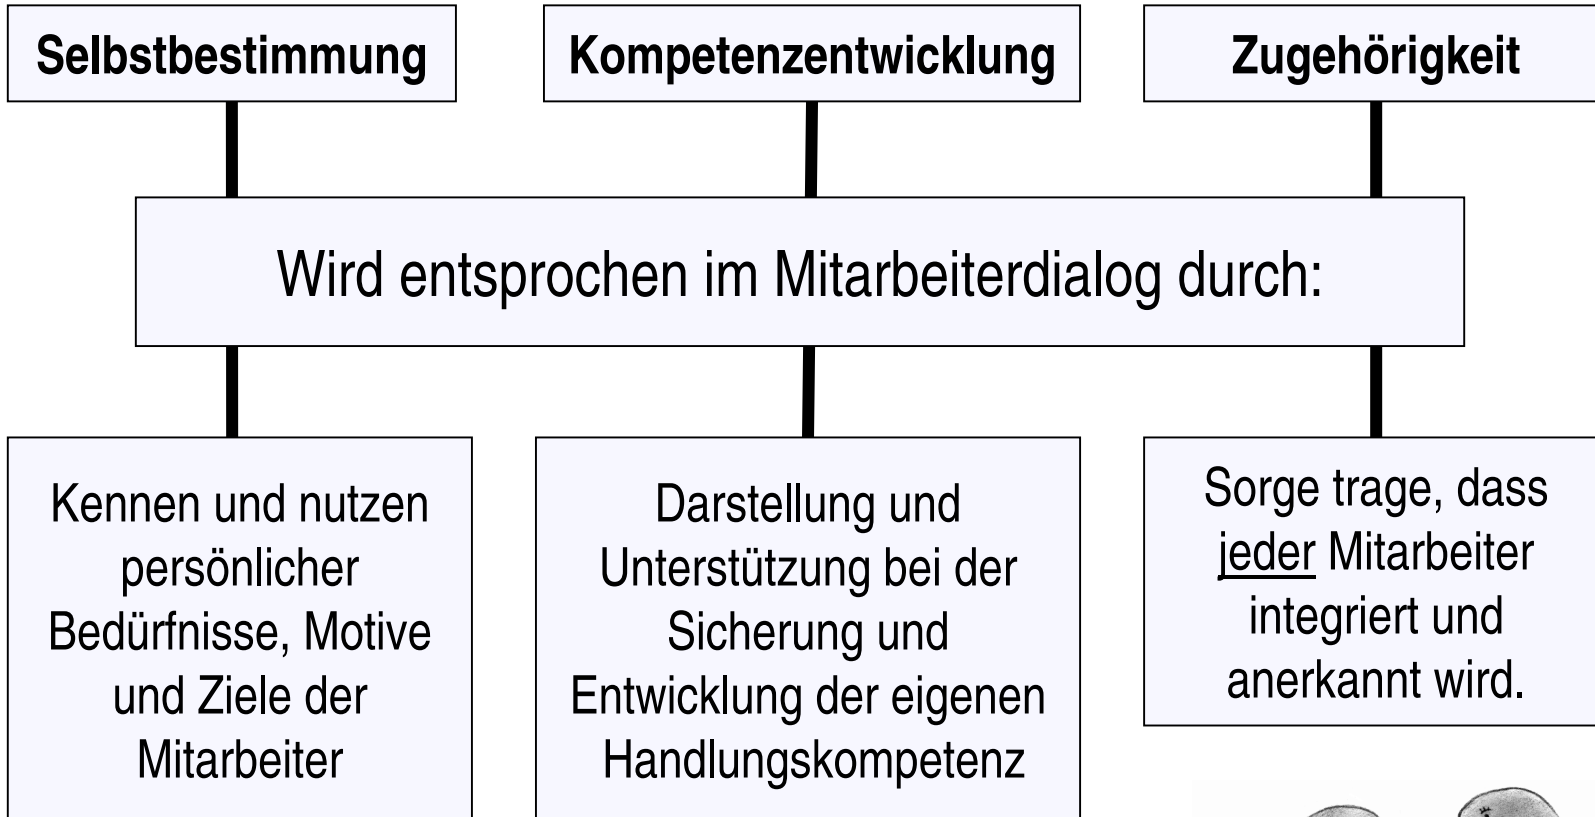 Selbstbestimmung
Kompetenzentwicklung
Zugehörigkeit
Wird entsprochen im Mitarbeiterdialog durch:
Kennen und nutzen
persönlicher
Bedürfnisse, Motive
und Ziele der
Mitarbeiter
Darstellung und
Unterstützung bei der
Sicherung und
Entwicklung der eigenen
Handlungskompetenz
Sorge trage, dass
jeder Mitarbeiter
integriert und
anerkannt wird.